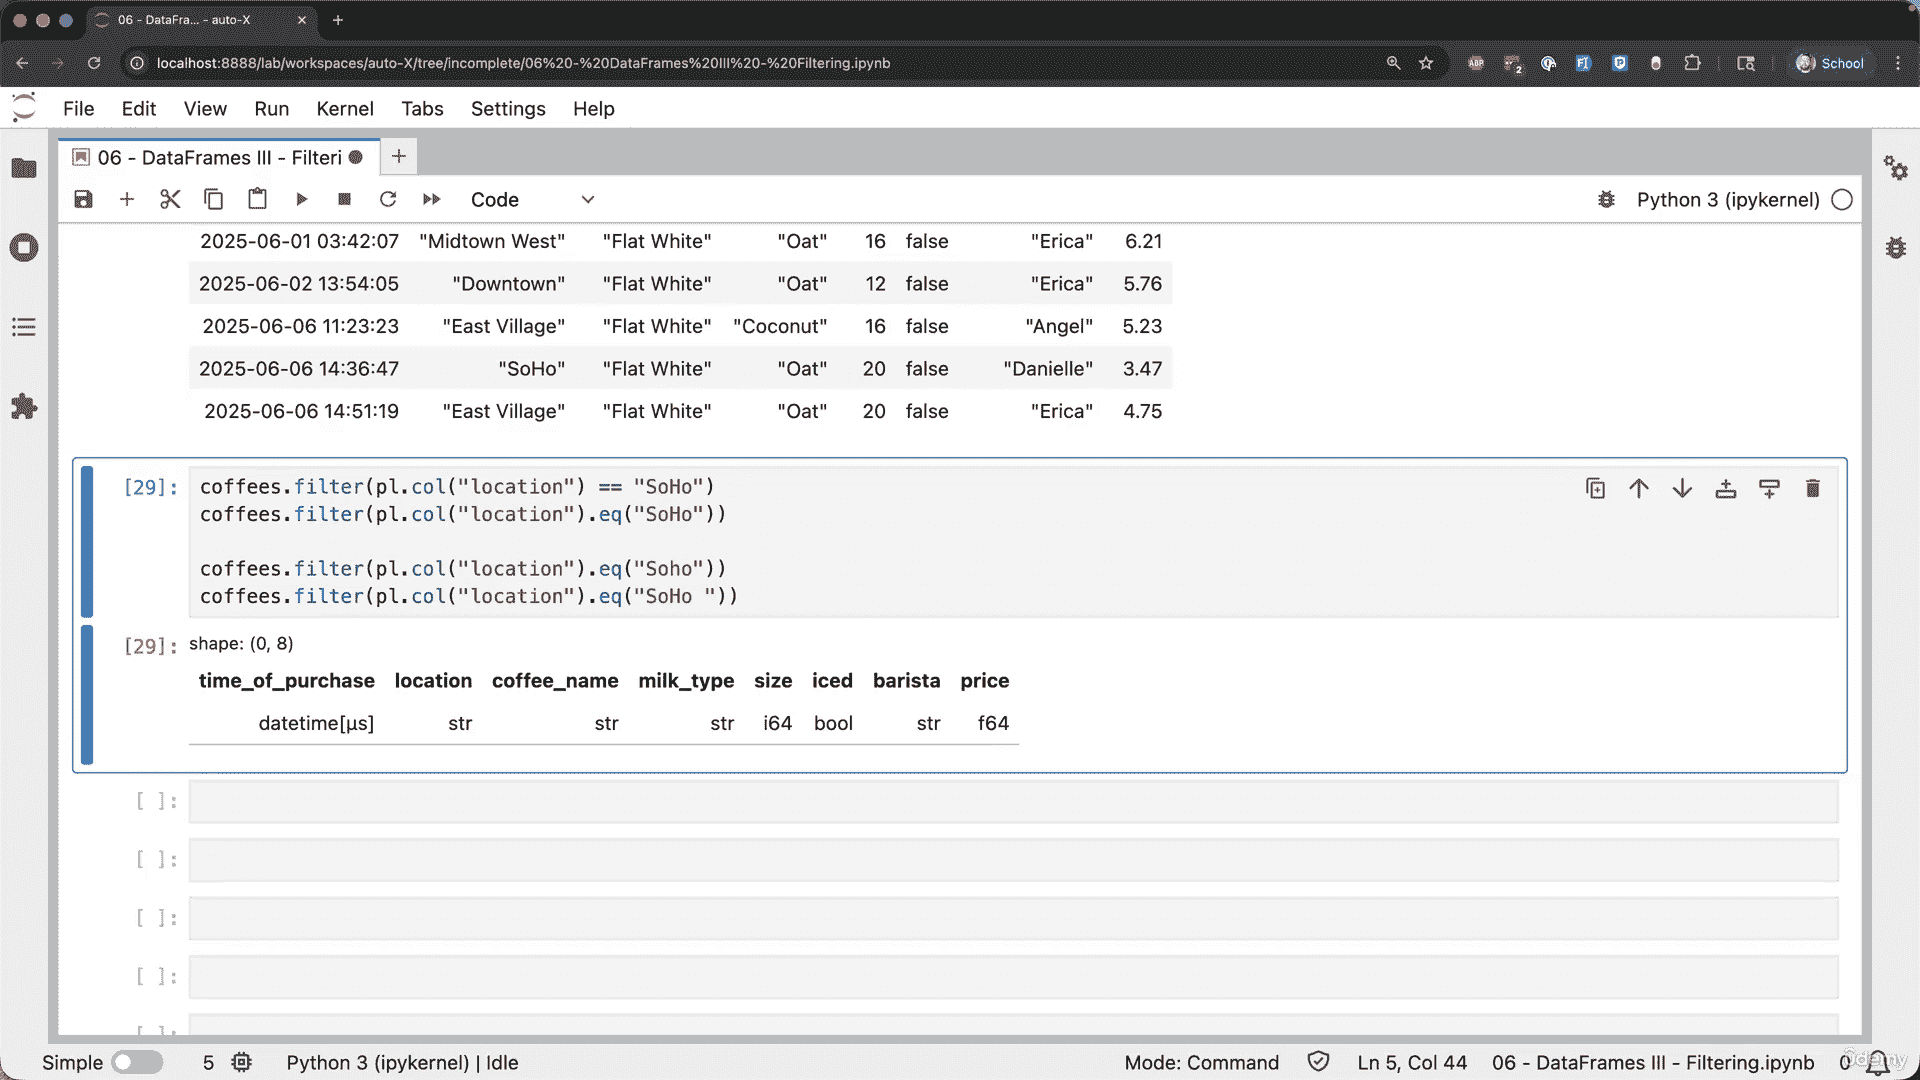 06 - DataFra... - auto-X
localhost:8888/lab/workspaces/auto-X/tree/incomplete/06%20-%20DataFrames%20III%20-%20Filtering.ipynb
ABP
2
School
File Edit View Run Kernel Tabs Settings Help
06 - DataFrames III - Filteri
Code
Python 3 (ipykernel)
2025-06-01 03:42:07 "Midtown West" "Flat White" "Oat" 16 false "Erica" 6.21
2025-06-02 13:54:05 "Downtown" "Flat White" "Oat" 12 false "Erica" 5.76
2025-06-06 11:23:23 "East Village" "Flat White" "Coconut" 16 false "Angel" 5.23
2025-06-06 14:36:47 "SoHo" "Flat White" "Oat" 20 false "Danielle" 3.47
2025-06-06 14:51:19 "East Village" "Flat White" "Oat" 20 false "Erica" 4.75
[29]: coffees.filter(pl.col("location") == "SoHo")
coffees.filter(pl.col("location").eq("SoHo"))
coffees.filter(pl.col("location").eq("Soho"))
coffees.filter(pl.col("location").eq("SoHo "))
[29]: shape: (0, 8)
time_of_purchase location coffee_name milk_type size iced barista price
datetime[μs] str str str i64 bool str f64
[ ]:
[ ]:
[ ]:
[ ]:
[ ]:
Simple 5 Python 3 (ipykernel) | Idle Mode: Command Ln 5, Col 44 06 - DataFrames III - Filtering.ipynb 0
Udemy